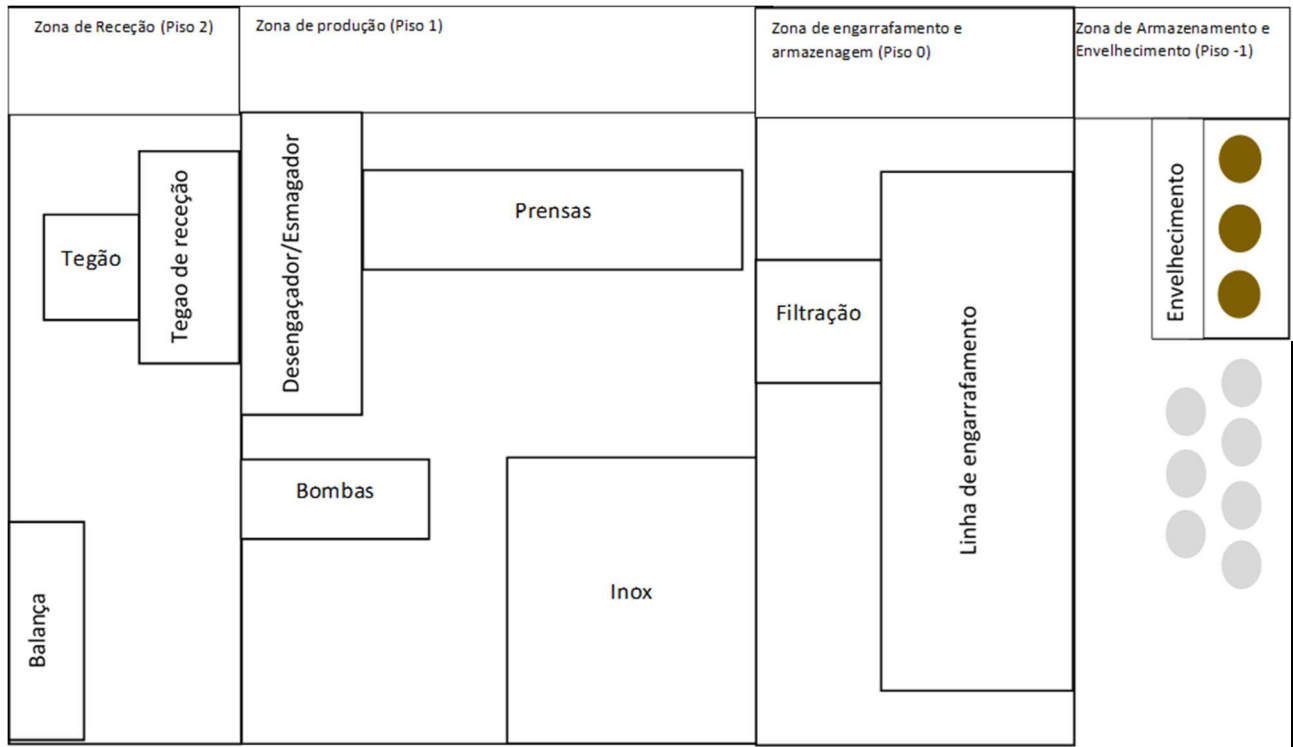 Zona de Receção (Piso 2)
Zona de produção (Piso 1)
Zona de engarrafamento e
armazenagem (Piso 0)
Zona de Armazenamento e
Envelhecimento (Piso -1)
Tegão
Tegao de receção
Desengaçador/Esmagador
Prensas
Filtração
Linha de engarrafamento
Envelhecimento
Bombas
Inox
Balança